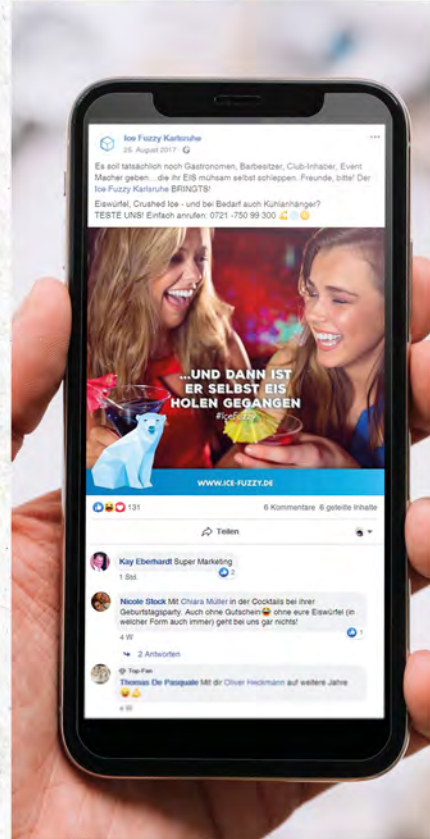 Ice Fuzzy Karlsruhe
25. August 2017
Es soll tatsächlich noch Gastronomen, Barbesitzer, Club-Inhaber, Event
Macher geben... die ihr EIS mühsam selbst schleppen. Freunde, bitte! Der
Ice Fuzzy Karlsruhe BRINGTS!
Eiswürfel, Crushed Ice - und bei Bedarf auch Kühlanhänger?
TESTE UNS! Einfach anrufen: 0721 -750 99 300
...UND DANN IST
ER SELBST EIS
HOLEN GEGANGEN
#IceFuzzy
WWW.ICE-FUZZY.DE
131 6 Kommentare 6 geteilte Inhalte
Teilen
Kay Eberhardt Super Marketing
2
1 Std.
Nicole Stock Mit Chiara Müller in der Cocktails bei ihrer
Geburtstagsparty. Auch ohne Gutschein ohne eure Eiswürfel (in
welcher Form auch immer) geht bei uns gar nichts!
1
4 W
2 Antworten
Top-Fan
Thomas De Pasquale Mit dir Oliver Heckmann auf weitere Jahre
4 W